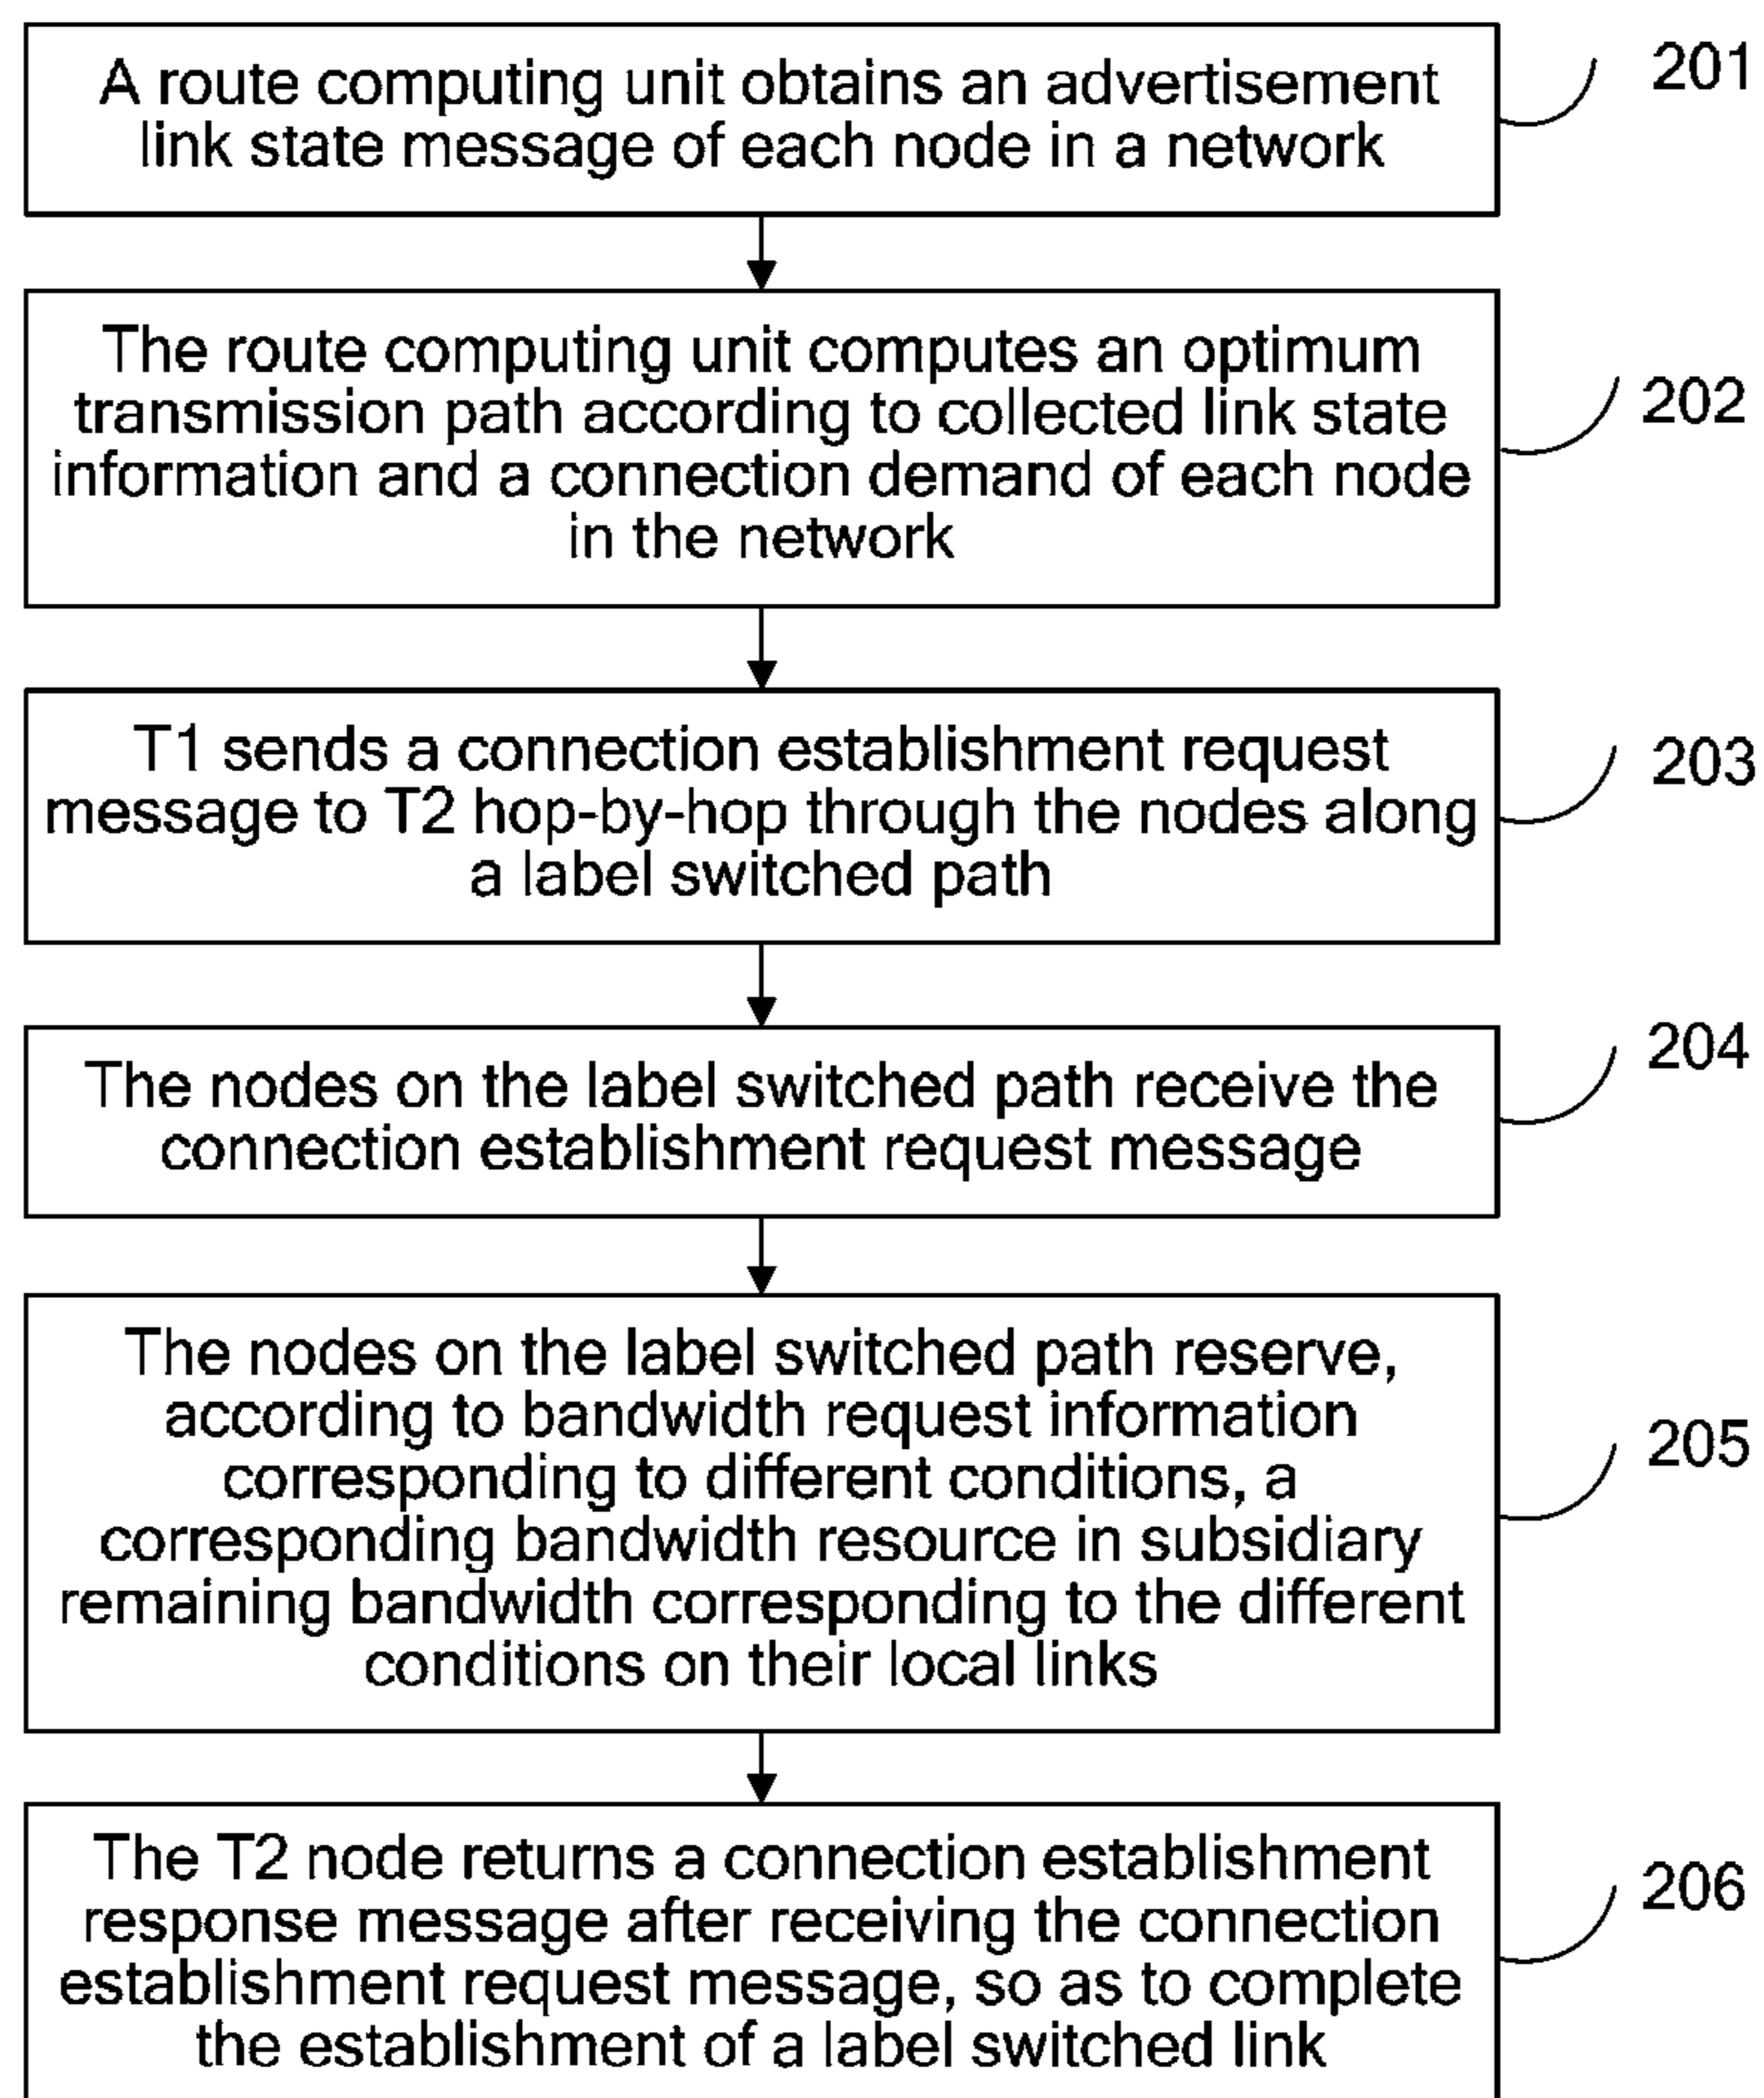 A route computing unit obtains an advertisement
link state message of each node in a network
201
The route computing unit computes an optimum
transmission path according to collected link state
information and a connection demand of each node
in the network
202
T1 sends a connection establishment request
message to T2 hop-by-hop through the nodes along
a label switched path
203
The nodes on the label switched path receive the
connection establishment request message
204
The nodes on the label switched path reserve,
according to bandwidth request information
corresponding to different conditions, a
corresponding bandwidth resource in subsidiary
remaining bandwidth corresponding to the different
conditions on their local links
205
The T2 node returns a connection establishment
response message after receiving the connection
establishment request message, so as to complete
the establishment of a label switched link
206